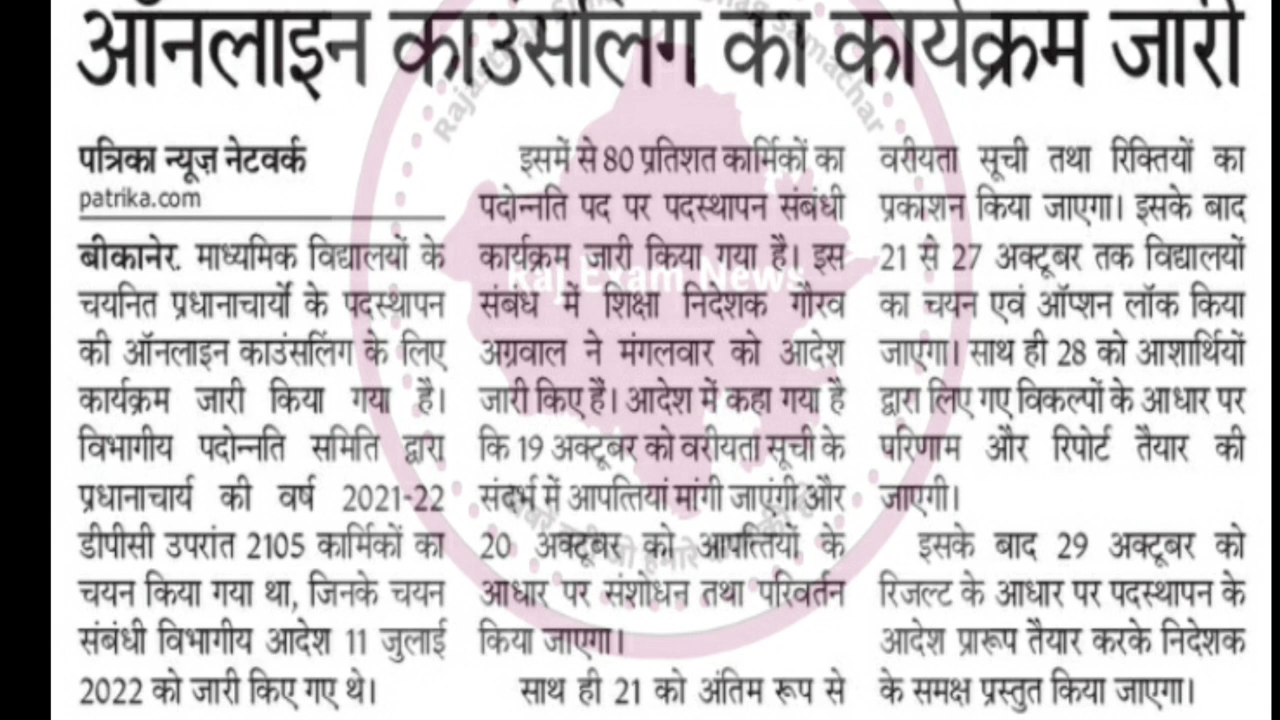 ऑनलाइन काउंसलिंग का कार्यक्रम जारी
पत्रिका न्यूज़ नेटवर्क
patrika.com
बीकानेर. माध्यमिक विद्यालयों के
चयनित प्रधानाचार्यों के पदस्थापन
की ऑनलाइन काउंसलिंग के लिए
कार्यक्रम जारी किया गया है।
विभागीय पदोन्नति समिति द्वारा
प्रधानाचार्य की वर्ष 2021-22
डीपीसी उपरांत 2105 कार्मिकों का
चयन किया गया था, जिनके चयन
संबंधी विभागीय आदेश 11 जुलाई
2022 को जारी किए गए थे।
इसमें से 80 प्रतिशत कार्मिकों का
पदोन्नति पद पर पदस्थापन संबंधी
कार्यक्रम जारी किया गया है। इस
संबंध में शिक्षा निदेशक गौरव
अग्रवाल ने मंगलवार को आदेश
जारी किए है। आदेश में कहा गया है
कि 19 अक्टूबर को वरीयता सूची के
संदर्भ में आपत्तियां मांगी जाएंगी और
20 अक्टूबर को आपत्तियों के
आधार पर संशोधन तथा परिवर्तन
किया जाएगा।
साथ ही 21 को अंतिम रूप से
वरीयता सूची तथा रिक्तियों का
प्रकाशन किया जाएगा। इसके बाद
21 से 27 अक्टूबर तक विद्यालयों
का चयन एवं ऑप्शन लॉक किया
जाएगा। साथ ही 28 को आशार्थियों
द्वारा लिए गए विकल्पों के आधार पर
परिणाम और रिपोर्ट तैयार की
जाएगी।
इसके बाद 29 अक्टूबर को
रिजल्ट के आधार पर पदस्थापन के
आदेश प्रारूप तैयार करके निदेशक
के समक्ष प्रस्तुत किया जाएगा।
Raj Exam News
Samachar